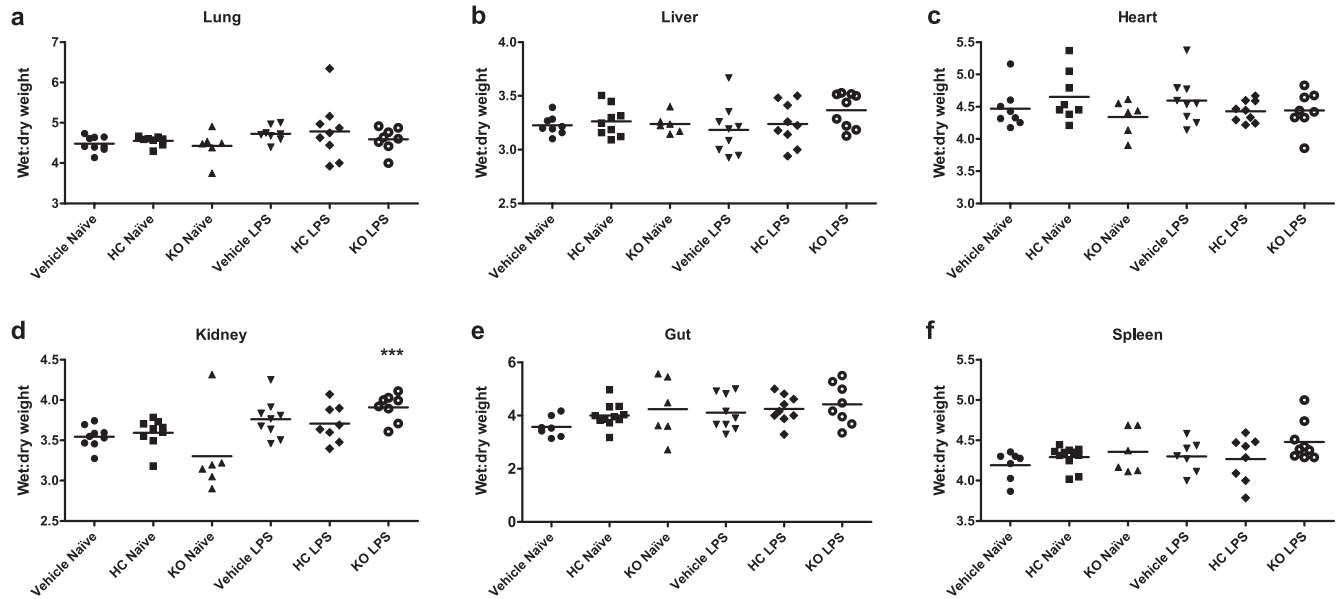 a
Lung
Wet:dry weight
7
6
5
4
3
Vehicle Naïve
HC Naïve
KO Naïve
Vehicle LPS
HC LPS
KO LPS
b
Liver
Wet:dry weight
4.0
3.5
3.0
2.5
Vehicle Naïve
HC Naïve
KO Naïve
Vehicle LPS
HC LPS
KO LPS
c
Heart
Wet:dry weight
5.5
5.0
4.5
4.0
3.5
3.0
Vehicle Naïve
HC Naïve
KO Naïve
Vehicle LPS
HC LPS
KO LPS
d
Kidney
Wet:dry weight
4.5
4.0
3.5
3.0
2.5
***
Vehicle Naïve
HC Naïve
KO Naïve
Vehicle LPS
HC LPS
KO LPS
e
Gut
Wet:dry weight
6
4
2
0
Vehicle Naïve
HC Naïve
KO Naïve
Vehicle LPS
HC LPS
KO LPS
f
Spleen
Wet:dry weight
5.5
5.0
4.5
4.0
3.5
Vehicle Naïve
HC Naïve
KO Naïve
Vehicle LPS
HC LPS
KO LPS